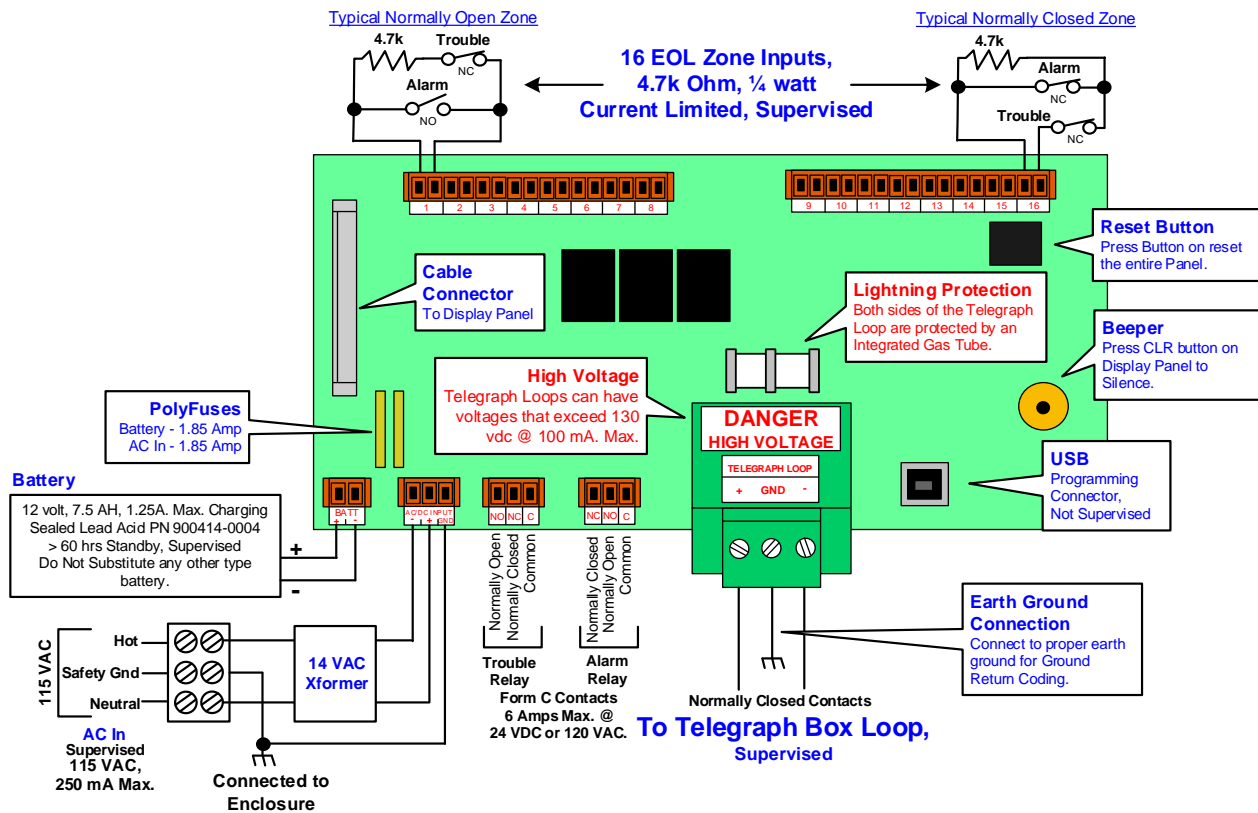 Typical Normally Open Zone
4.7k
Trouble
NC
Alarm
NO
16 EOL Zone Inputs,
4.7k Ohm, ¼ watt
Current Limited, Supervised
Typical Normally Closed Zone
4.7k
Alarm
NC
Trouble
NC
1 2 3 4 5 6 7 8
9 10 11 12 13 14 15 16
Reset Button
Press Button on reset
the entire Panel.
Cable
Connector
To Display Panel
Lightning Protection
Both sides of the Telegraph
Loop are protected by an
Integrated Gas Tube.
Beeper
Press CLR button on
Display Panel to
Silence.
High Voltage
Telegraph Loops can have
voltages that exceed 130
vdc @ 100 mA. Max.
PolyFuses
Battery - 1.85 Amp
AC In - 1.85 Amp
DANGER
HIGH VOLTAGE
TELEGRAPH LOOP
+ GND -
USB
Programming
Connector,
Not Supervised
Battery
12 volt, 7.5 AH, 1.25A. Max. Charging
Sealed Lead Acid PN 900414-0004
> 60 hrs Standby, Supervised
Do Not Substitute any other type
battery.
+
-
BATT
+ -
AC/DC INPUT
- + GND
NO NC C
NC NO C
Normally Open
Normally Closed
Common
Normally Closed
Normally Open
Common
Trouble
Relay
Alarm
Relay
Form C Contacts
6 Amps Max. @
24 VDC or 120 VAC.
115 VAC
Hot
Safety Gnd
Neutral
14 VAC
Xformer
AC In
Supervised
115 VAC,
250 mA Max.
Connected to
Enclosure
Earth Ground
Connection
Connect to proper earth
ground for Ground
Return Coding.
Normally Closed Contacts
To Telegraph Box Loop,
Supervised